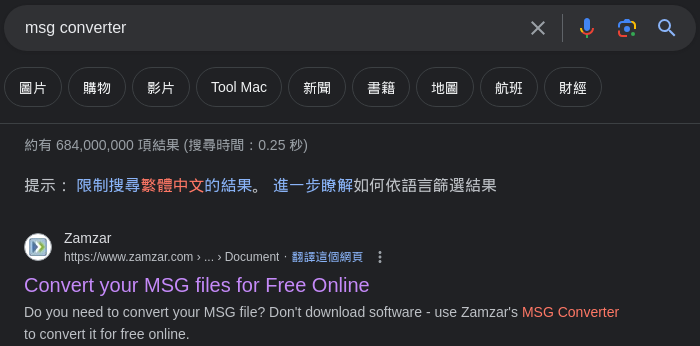 msg converter
圖片 購物 影片 Tool Mac 新聞 書籍 地圖 航班 財經
約有 684,000,000 項結果 (搜尋時間：0.25 秒)
提示： 限制搜尋繁體中文的結果。 進一步瞭解如何依語言篩選結果
Zamzar
https://www.zamzar.com › ... › Document · 翻譯這個網頁
Convert your MSG files for Free Online
Do you need to convert your MSG file? Don't download software - use Zamzar's MSG Converter
to convert it for free online.